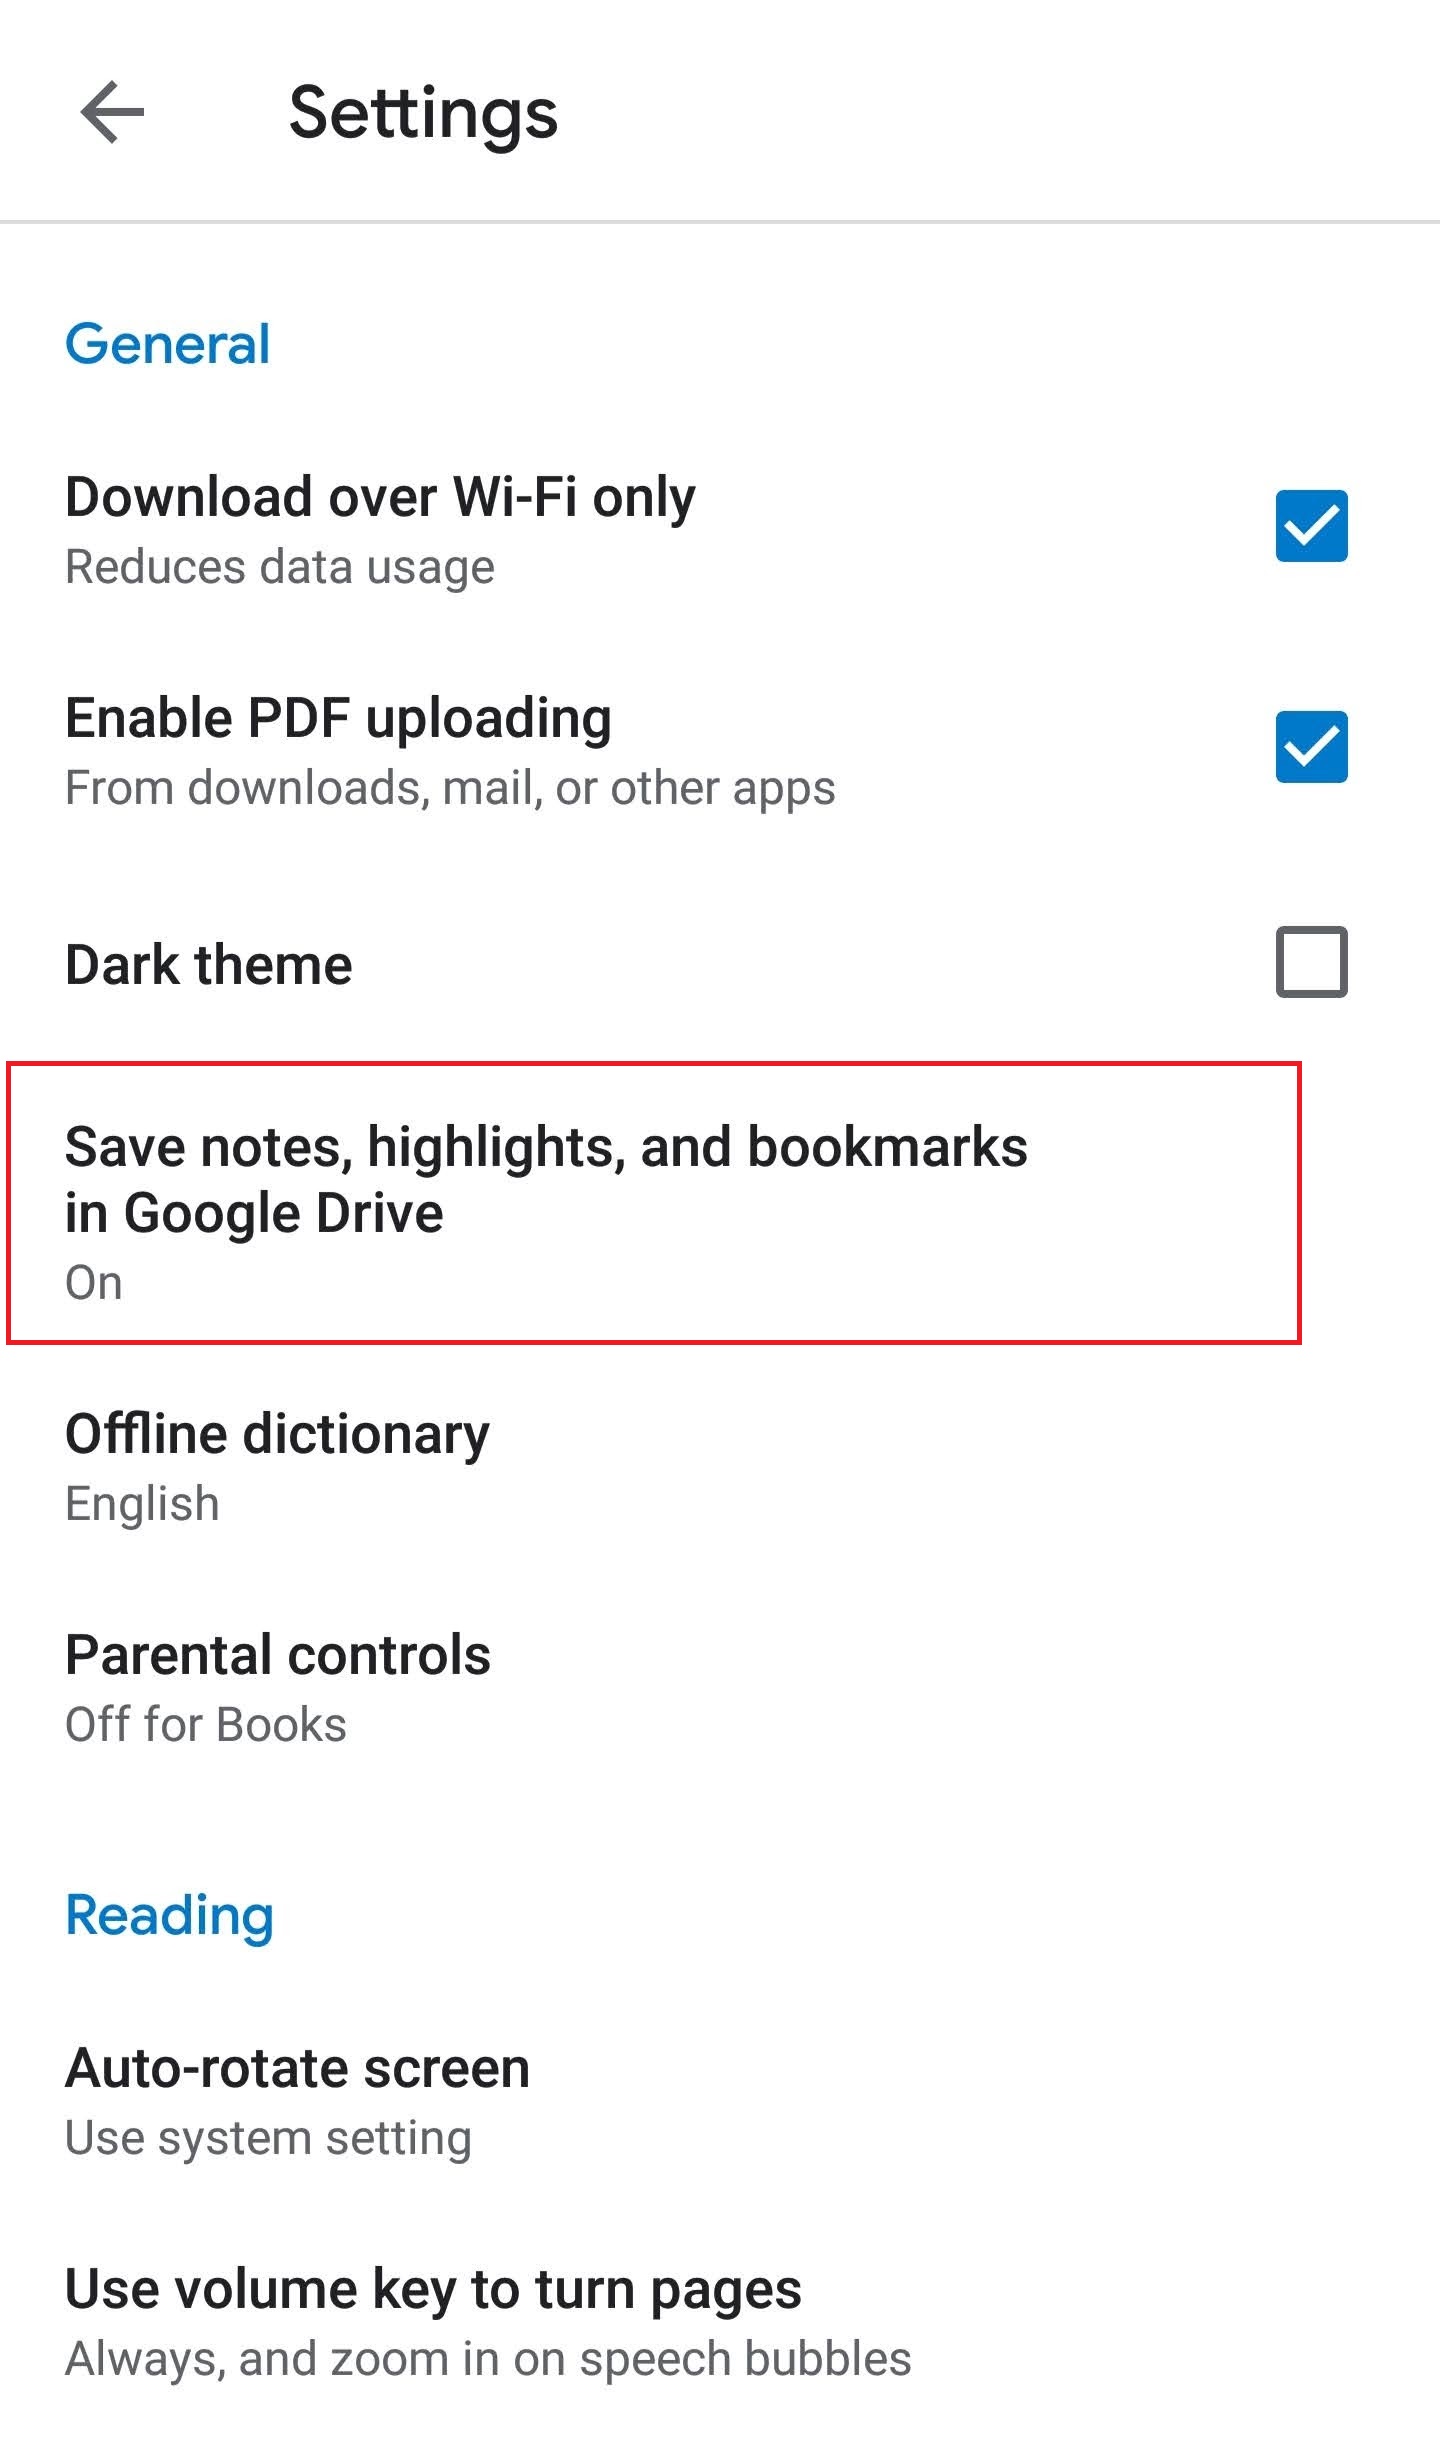 Settings
General
Download over Wi-Fi only
Reduces data usage
Enable PDF uploading
From downloads, mail, or other apps
Dark theme
Save notes, highlights, and bookmarks
in Google Drive
On
Offline dictionary
English
Parental controls
Off for Books
Reading
Auto-rotate screen
Use system setting
Use volume key to turn pages
Always, and zoom in on speech bubbles